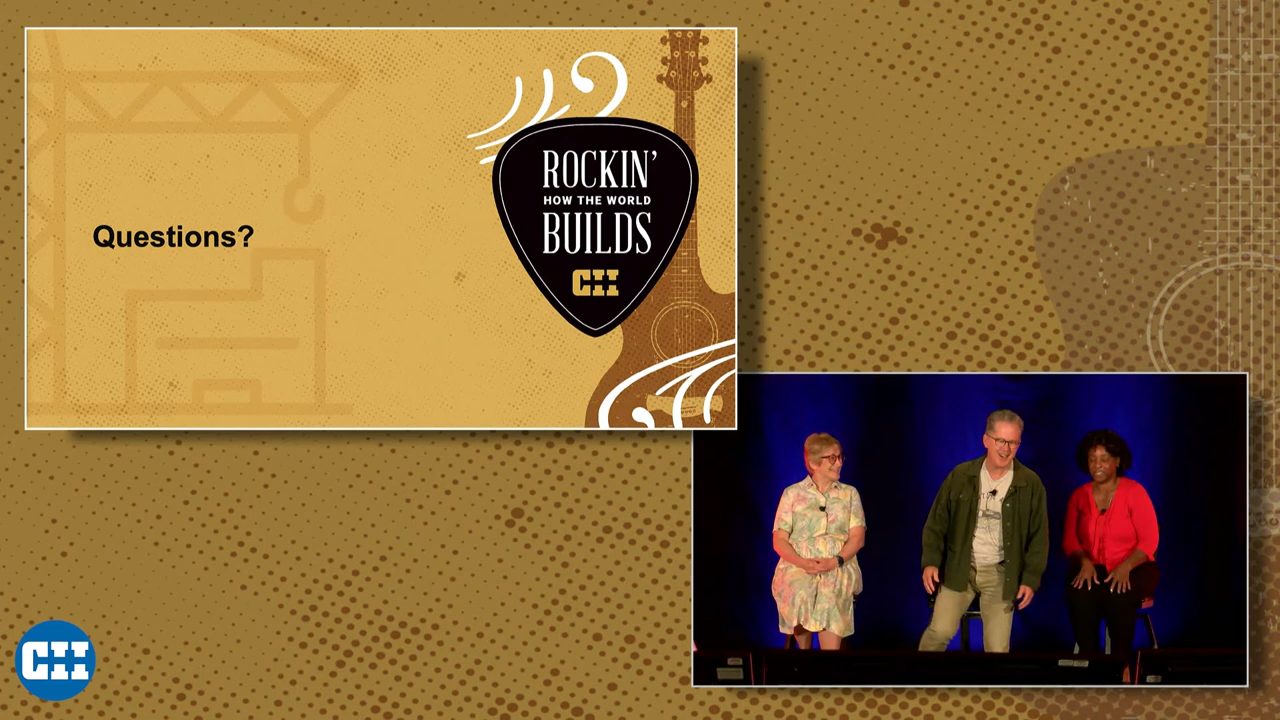 Questions?
ROCKIN'
HOW THE WORLD
BUILDS
CII
CII